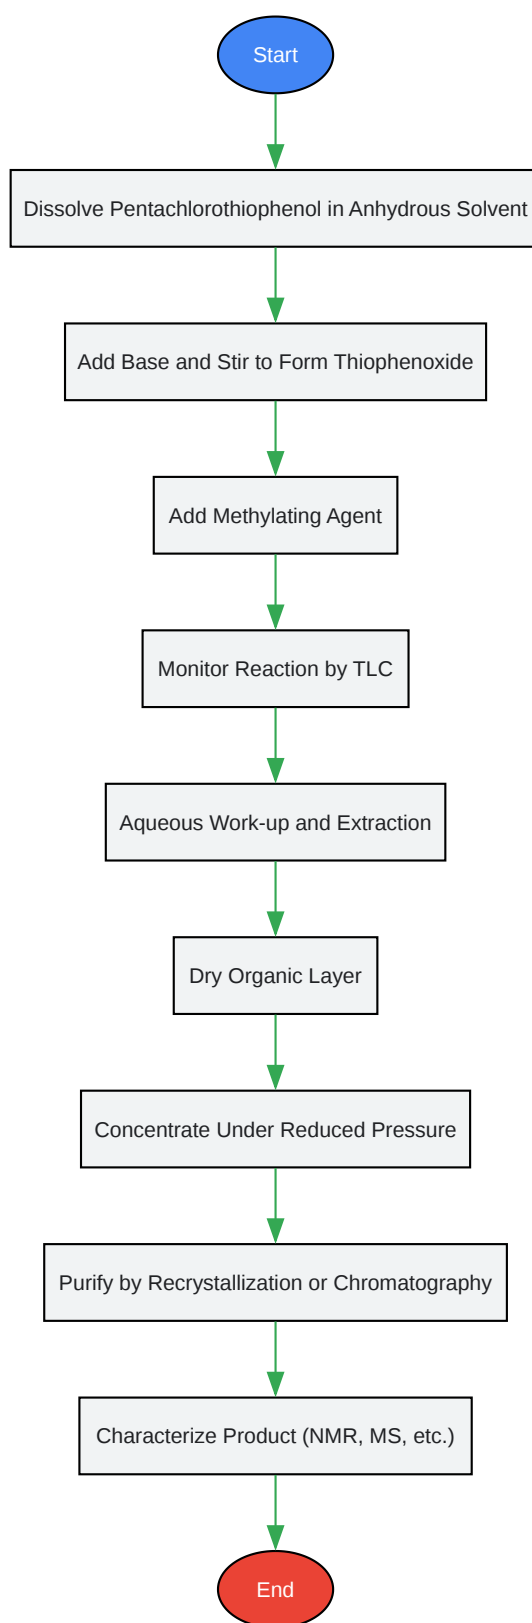 Start
Dissolve Pentachlorothiophenol in Anhydrous Solvent
Add Base and Stir to Form Thiophenoxide
Add Methylating Agent
Monitor Reaction by TLC
Aqueous Work-up and Extraction
Dry Organic Layer
Concentrate Under Reduced Pressure
Purify by Recrystallization or Chromatography
Characterize Product (NMR, MS, etc.)
End